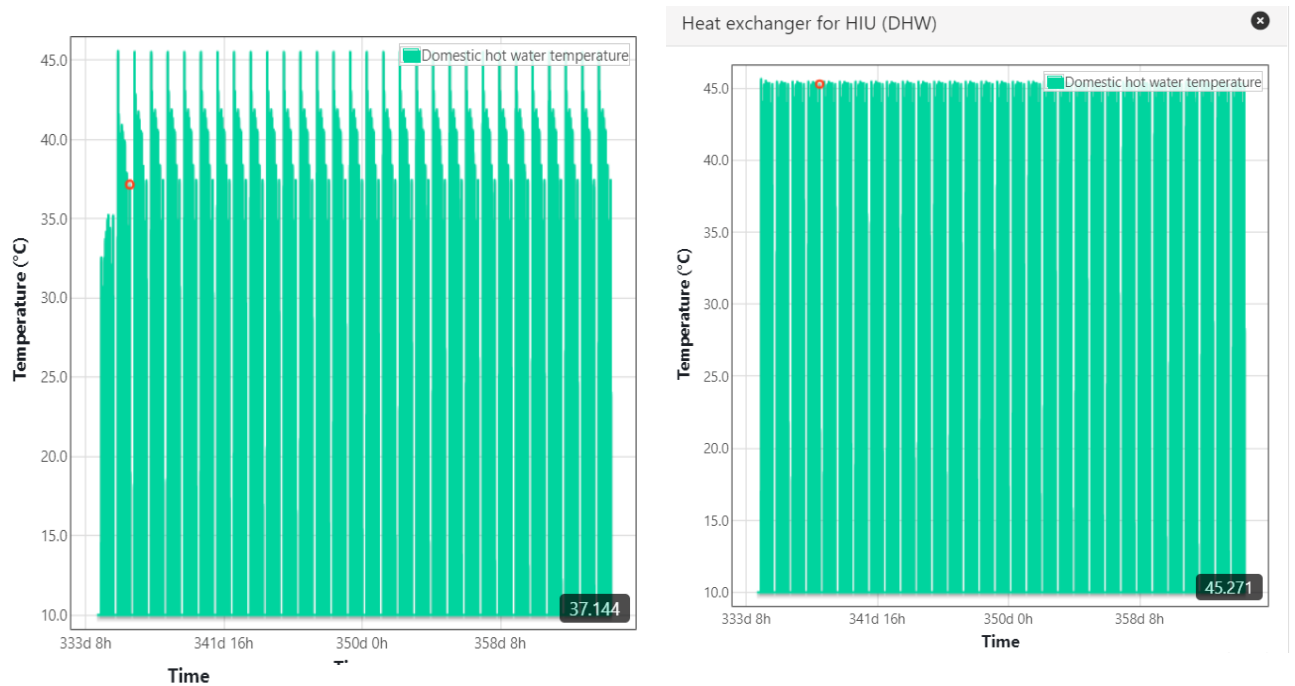 Domestic hot water temperature
45.0
40.0
35.0
30.0
25.0
20.0
15.0
10.0
Temperature (°C)
37.144
333d 8h
341d 16h
350d 0h
358d 8h
Time
Heat exchanger for HIU (DHW)
Domestic hot water temperature
45.0
40.0
35.0
30.0
25.0
20.0
15.0
10.0
Temperature (°C)
45.271
333d 8h
341d 16h
350d 0h
358d 8h
Time